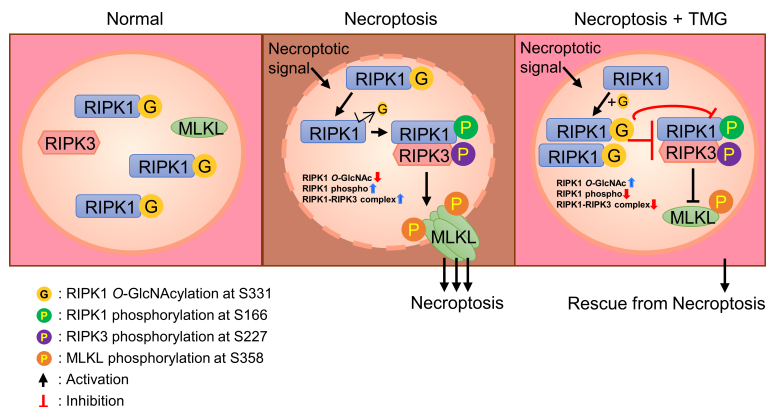 Normal
Necroptosis
Necroptosis + TMG
RIPK1 G
MLKL
RIPK3
RIPK1 G
RIPK1 G
Necroptotic
signal
RIPK1 G
G
RIPK1
RIPK1 P
RIPK3 P
RIPK1 O-GlcNAc
RIPK1 phospho
RIPK1-RIPK3 complex
P
P
MLKL
Necroptosis
Necroptotic
signal
RIPK1
+G
RIPK1 G
RIPK1 G
RIPK1 P
RIPK3 P
RIPK1 O-GlcNAc
RIPK1 phospho
RIPK1-RIPK3 complex
P
MLKL
Rescue from Necroptosis
G : RIPK1 O-GlcNAcylation at S331
P : RIPK1 phosphorylation at S166
P : RIPK3 phosphorylation at S227
P : MLKL phosphorylation at S358
: Activation
: Inhibition